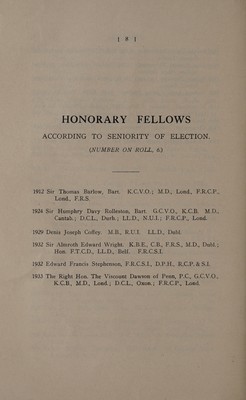 [ 8 ]
HONORARY FELLOWS
ACCORDING TO SENIORITY OF ELECTION.
(NUMBER ON ROLL, 6.)
1912 Sir Thomas Barlow, Bart. K.C.V.O.; M.D., Lond., F.R.C.P.,
Lond., F.R.S.
1924 Sir Humphry Davy Rolleston, Bart. G.C.V.O., K.C.B. M.D.,
Cantab.; D.C.L., Durh.; LL.D., N.U.I.; F.R.C.P., Lond.
1929 Denis Joseph Coffey. M.B., R.U.I. LL.D., Dubl.
1932 Sir Almroth Edward Wright. K.B.E., C.B., F.R.S., M.D., Dubl.;
Hon. F.T.C.D., LL.D., Belf. F.R.C.S.I.
1932 Edward Francis Stephenson, F.R.C.S.I., D.P.H., R.C.P. & S.I.
1933 The Right Hon. The Viscount Dawson of Penn, P.C., G.C.V.O.,
K.C.B., M.D., Lond.; D.C.L., Oxon.; F.R.C.P., Lond.